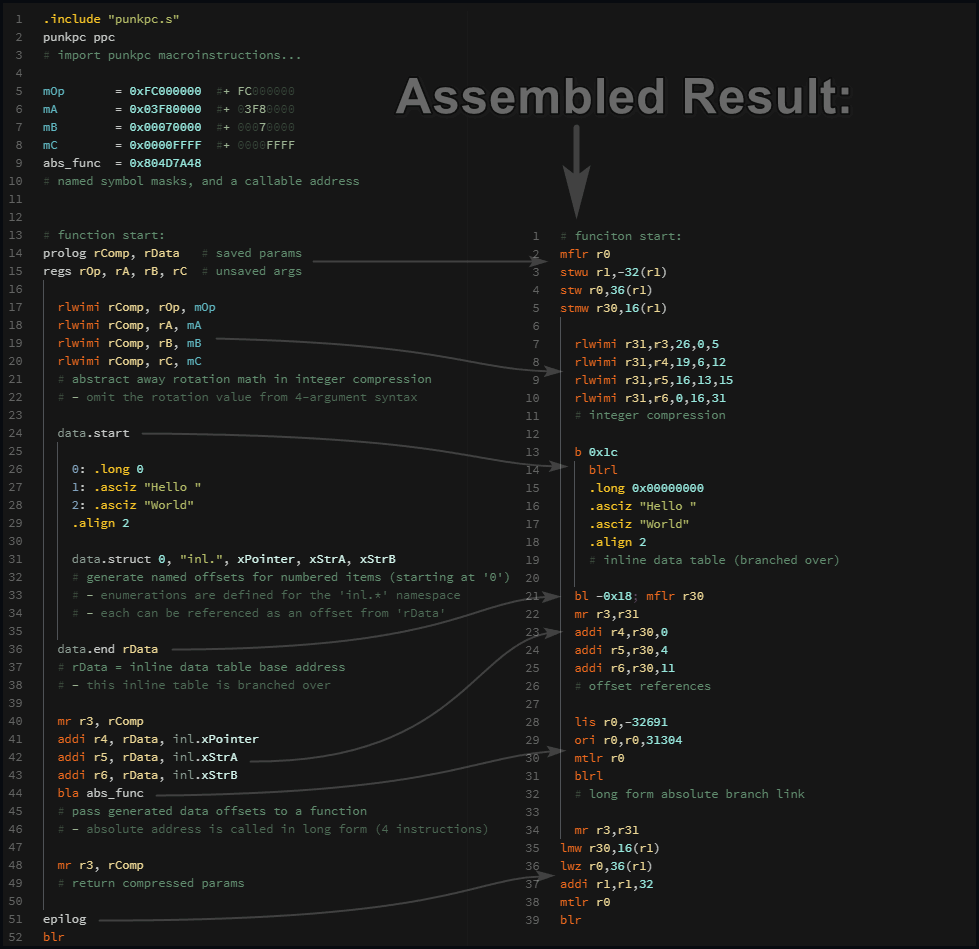 1 .include "punkpc.s"
2 punkpc ppc
3 # import punkpc macroinstructions...
4
5 mOp = 0xFC000000 #+ FC000000
6 mA = 0x03F80000 #+ 03F80000
7 mB = 0x00070000 #+ 00070000
8 mC = 0x0000FFFF #+ 0000FFFF
9 abs_func = 0x804D7A48
10 # named symbol masks, and a callable address
11
12
13 # function start:
14 prolog rComp, rData # saved params
15 regs rOp, rA, rB, rC # unsaved args
16
17 rlwimi rComp, rOp, mOp
18 rlwimi rComp, rA, mA
19 rlwimi rComp, rB, mB
20 rlwimi rComp, rC, mC
21 # abstract away rotation math in integer compression
22 # - omit the rotation value from 4-argument syntax
23
24 data.start
25
26 0: .long 0
27 1: .asciz "Hello "
28 2: .asciz "World"
29 .align 2
30
31 data.struct 0, "inl.", xPointer, xStrA, xStrB
32 # generate named offsets for numbered items (starting at '0')
33 # - enumerations are defined for the 'inl.*' namespace
34 # - each can be referenced as an offset from 'rData'
35
36 data.end rData
37 # rData = inline data table base address
38 # - this inline table is branched over
39
40 mr r3, rComp
41 addi r4, rData, inl.xPointer
42 addi r5, rData, inl.xStrA
43 addi r6, rData, inl.xStrB
44 bla abs_func
45 # pass generated data offsets to a function
46 # - absolute address is called in long form (4 instructions)
47
48 mr r3, rComp
49 # return compressed params
50
51 epilog
52 blr
Assembled Result:
1 # funciton start:
2 mflr r0
3 stwu r1,-32(r1)
4 stw r0,36(r1)
5 stmw r30,16(r1)
6
7 rlwimi r31,r3,26,0,5
8 rlwimi r31,r4,19,6,12
9 rlwimi r31,r5,16,13,15
10 rlwimi r31,r6,0,16,31
11 # integer compression
12
13 b 0x1c
14 blrl
15 .long 0x00000000
16 .asciz "Hello "
17 .asciz "World"
18 .align 2
19 # inline data table (branched over)
20
21 bl -0x18; mflr r30
22 mr r3,r31
23 addi r4,r30,0
24 addi r5,r30,4
25 addi r6,r30,11
26 # offset references
27
28 lis r0,-32691
29 ori r0,r0,31304
30 mtlr r0
31 blrl
32 # long form absolute branch link
33
34 mr r3,r31
35 lmw r30,16(r1)
36 lwz r0,36(r1)
37 addi r1,r1,32
38 mtlr r0
39 blr